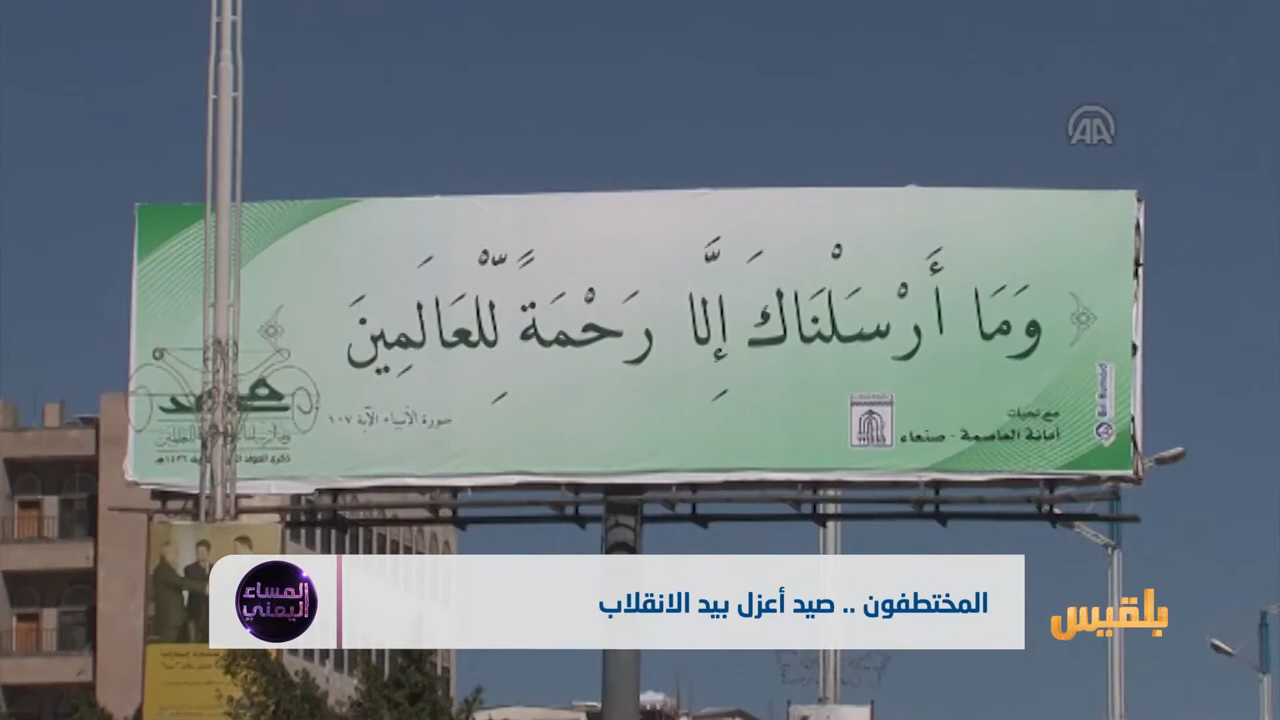 AA
وَمَا أَرْسَلْنَاكَ إِلَّا رَحْمَةً لِّلْعَالَمِينَ
سورة الأنبياء الآية ١٠٧
مع تحيات
أمانة العاصمة - صنعاء
محمد
المختطفون .. صيد أعزل بيد الانقلاب
المساء اليمني
بلقيس